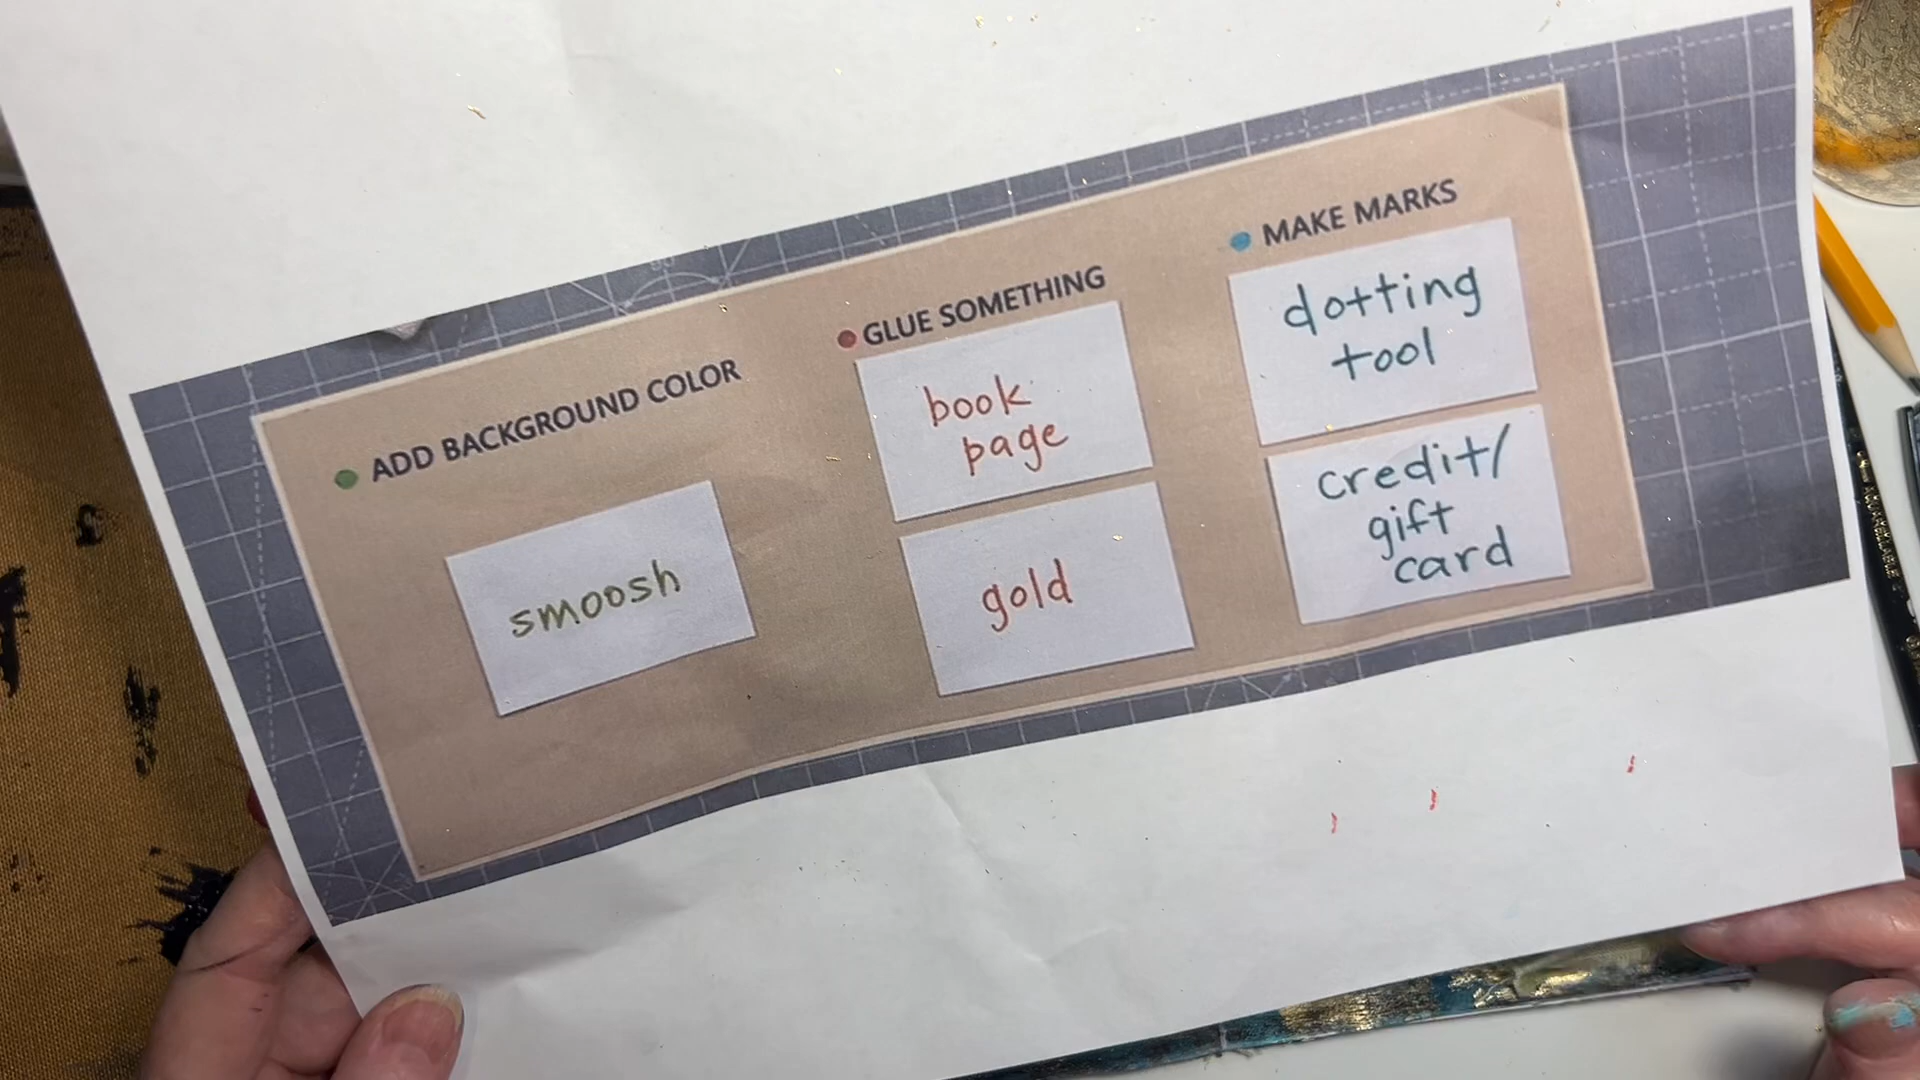 ADD BACKGROUND COLOR
smoosh
GLUE SOMETHING
book
page
gold
MAKE MARKS
dotting
tool
credit/
gift
card